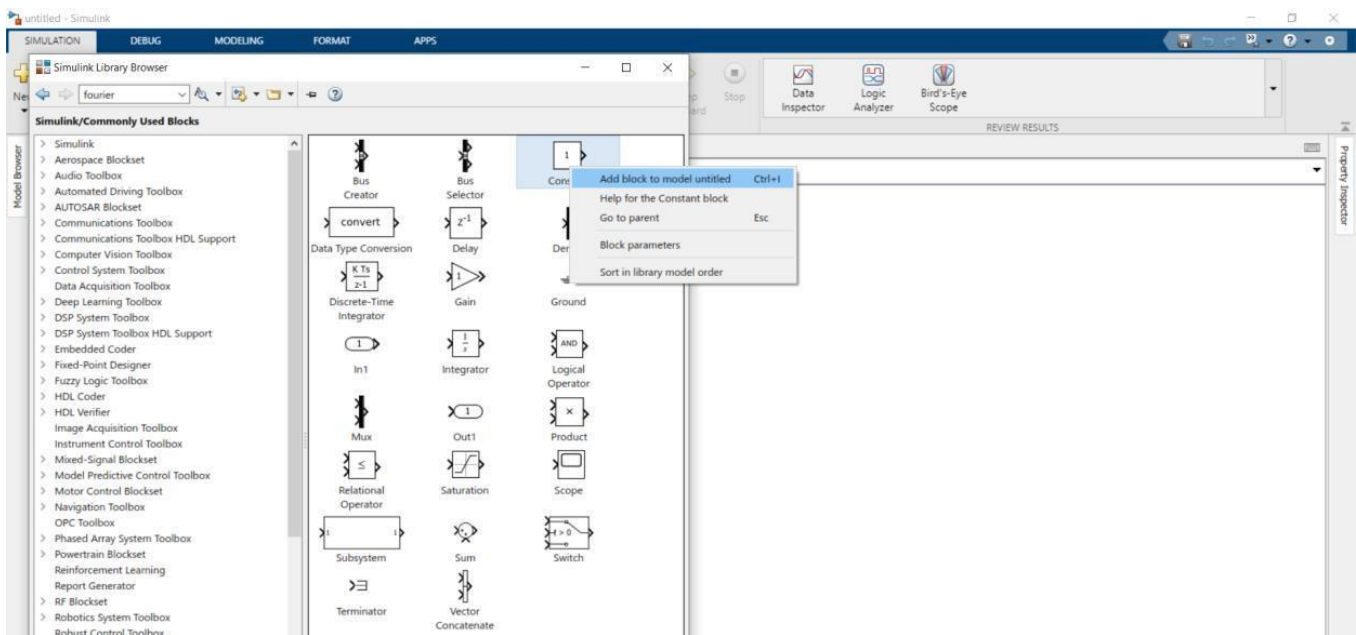 untitled - Simulink
SIMULATION DEBUG MODELING FORMAT APPS
Simulink Library Browser
fourier
Stop
Data Inspector
Logic Analyzer
Bird's-Eye Scope
REVIEW RESULTS
Simulink/Commonly Used Blocks
Model Browser
Property Inspector
Simulink
Aerospace Blockset
Audio Toolbox
Automated Driving Toolbox
AUTOSAR Blockset
Communications Toolbox
Communications Toolbox HDL Support
Computer Vision Toolbox
Control System Toolbox
Data Acquisition Toolbox
Deep Learning Toolbox
DSP System Toolbox
DSP System Toolbox HDL Support
Embedded Coder
Fixed-Point Designer
Fuzzy Logic Toolbox
HDL Coder
HDL Verifier
Image Acquisition Toolbox
Instrument Control Toolbox
Mixed-Signal Blockset
Model Predictive Control Toolbox
Motor Control Blockset
Navigation Toolbox
OPC Toolbox
Phased Array System Toolbox
Powertrain Blockset
Reinforcement Learning
Report Generator
RF Blockset
Robotics System Toolbox
Robust Control Toolbox
Bus
Creator
Bus
Selector
1
Cons
convert
Data Type Conversion
z-1
Delay
Der
K Ts
z-1
Discrete-Time
Integrator
1
Gain
Ground
1
In1
1
s
Integrator
AND
Logical
Operator
Mux
1
Out1
×
Product
≤
Relational
Operator
Saturation
Scope
Subsystem
Sum
> 0
Switch
Terminator
Vector
Concatenate
Add block to model untitled Ctrl+I
Help for the Constant block
Go to parent Esc
Block parameters
Sort in library model order